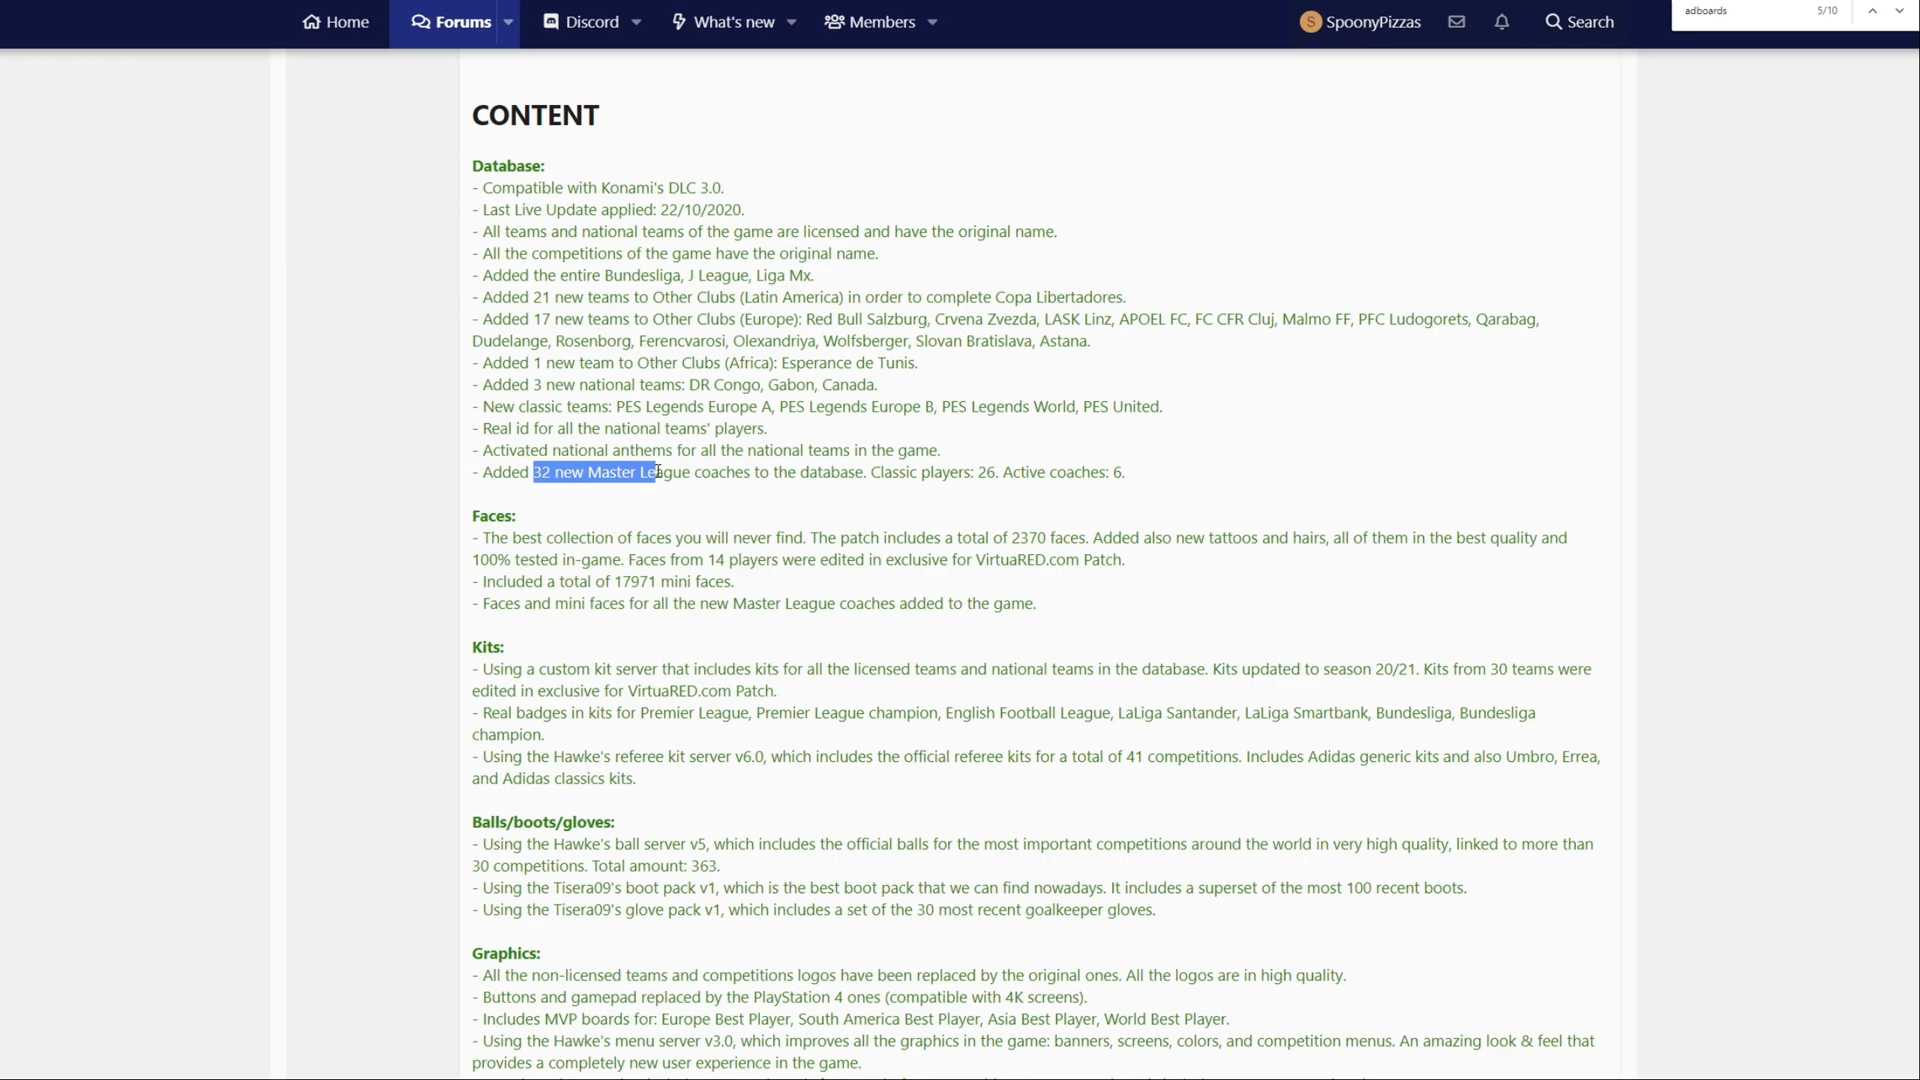 Home
Forums
Discord
What's new
Members
S
SpoonyPizzas
Search
adboards
5/10
CONTENT
Database:
- Compatible with Konami's DLC 3.0.
- Last Live Update applied: 22/10/2020.
- All teams and national teams of the game are licensed and have the original name.
- All the competitions of the game have the original name.
- Added the entire Bundesliga, J League, Liga Mx.
- Added 21 new teams to Other Clubs (Latin America) in order to complete Copa Libertadores.
- Added 17 new teams to Other Clubs (Europe): Red Bull Salzburg, Crvena Zvezda, LASK Linz, APOEL FC, FC CFR Cluj, Malmo FF, PFC Ludogorets, Qarabag,
Dudelange, Rosenborg, Ferencvarosi, Olexandriya, Wolfsberger, Slovan Bratislava, Astana.
- Added 1 new team to Other Clubs (Africa): Esperance de Tunis.
- Added 3 new national teams: DR Congo, Gabon, Canada.
- New classic teams: PES Legends Europe A, PES Legends Europe B, PES Legends World, PES United.
- Real id for all the national teams' players.
- Activated national anthems for all the national teams in the game.
- Added 32 new Master League coaches to the database. Classic players: 26. Active coaches: 6.
Faces:
- The best collection of faces you will never find. The patch includes a total of 2370 faces. Added also new tattoos and hairs, all of them in the best quality and
100% tested in-game. Faces from 14 players were edited in exclusive for VirtuaRED.com Patch.
- Included a total of 17971 mini faces.
- Faces and mini faces for all the new Master League coaches added to the game.
Kits:
- Using a custom kit server that includes kits for all the licensed teams and national teams in the database. Kits updated to season 20/21. Kits from 30 teams were
edited in exclusive for VirtuaRED.com Patch.
- Real badges in kits for Premier League, Premier League champion, English Football League, LaLiga Santander, LaLiga Smartbank, Bundesliga, Bundesliga
champion.
- Using the Hawke's referee kit server v6.0, which includes the official referee kits for a total of 41 competitions. Includes Adidas generic kits and also Umbro, Errea,
and Adidas classics kits.
Balls/boots/gloves:
- Using the Hawke's ball server v5, which includes the official balls for the most important competitions around the world in very high quality, linked to more than
30 competitions. Total amount: 363.
- Using the Tisera09's boot pack v1, which is the best boot pack that we can find nowadays. It includes a superset of the most 100 recent boots.
- Using the Tisera09's glove pack v1, which includes a set of the 30 most recent goalkeeper gloves.
Graphics:
- All the non-licensed teams and competitions logos have been replaced by the original ones. All the logos are in high quality.
- Buttons and gamepad replaced by the PlayStation 4 ones (compatible with 4K screens).
- Includes MVP boards for: Europe Best Player, South America Best Player, Asia Best Player, World Best Player.
- Using the Hawke's menu server v3.0, which improves all the graphics in the game: banners, screens, colors, and competition menus. An amazing look & feel that
provides a completely new user experience in the game.